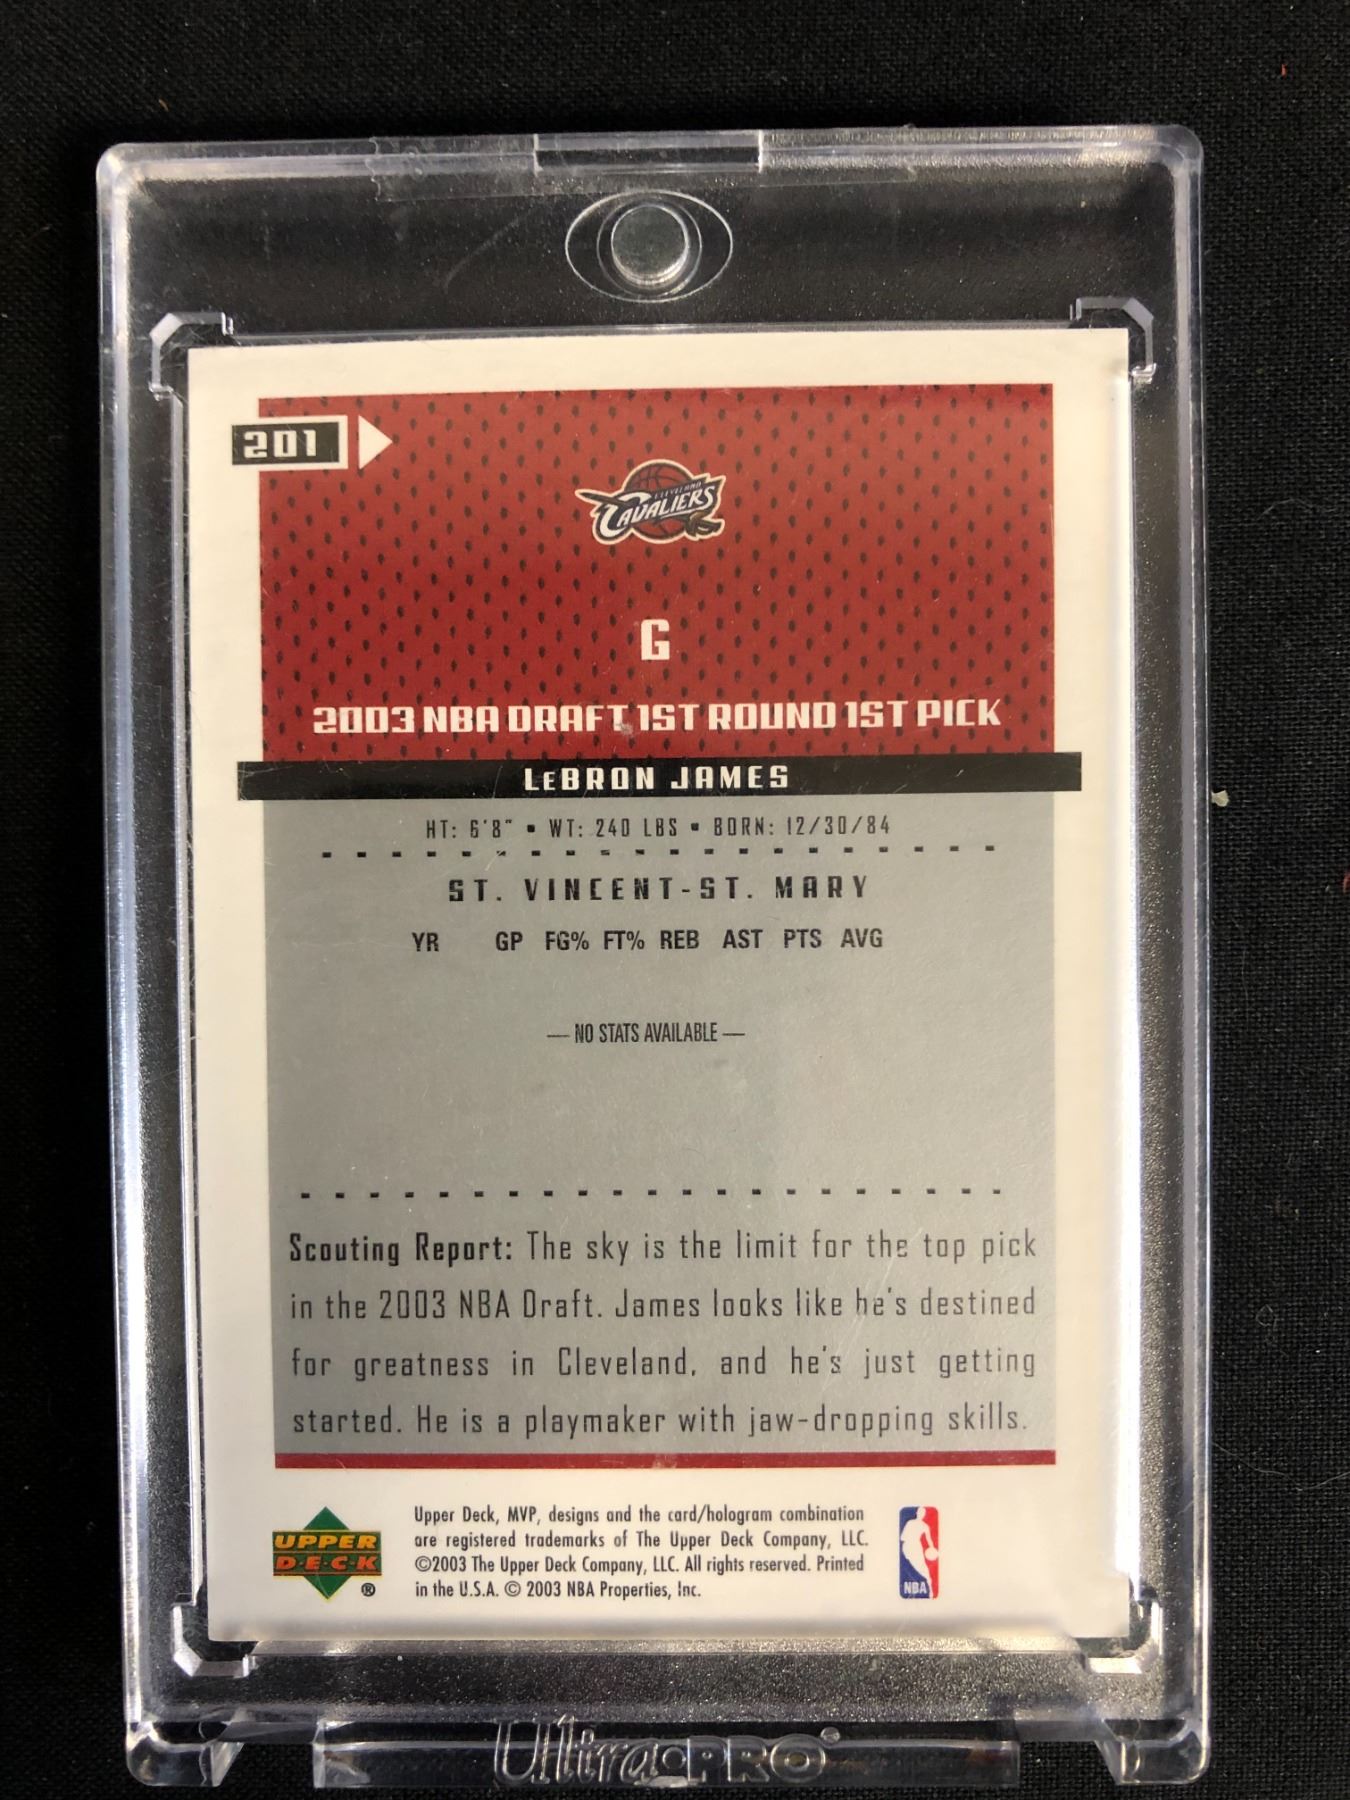 201
CLEVELAND
CAVALIERS
G
2003 NBA DRAFT 1ST ROUND 1ST PICK
LeBRON JAMES
HT: 6'8" ▪ WT: 240 LBS ▪ BORN: 12/30/84
ST. VINCENT-ST. MARY
YR GP FG% FT% REB AST PTS AVG
— NO STATS AVAILABLE —
Scouting Report: The sky is the limit for the top pick
in the 2003 NBA Draft. James looks like he's destined
for greatness in Cleveland, and he's just getting
started. He is a playmaker with jaw-dropping skills.
UPPER
D·E·C·K
®
Upper Deck, MVP, designs and the card/hologram combination
are registered trademarks of The Upper Deck Company, LLC.
©2003 The Upper Deck Company, LLC. All rights reserved. Printed
in the U.S.A. © 2003 NBA Properties, Inc.
NBA
Ultra·PRO®